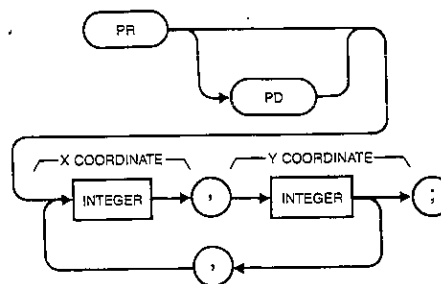 PR
PD
X COORDINATE Y COORDINATE
INTEGER , INTEGER ;
,